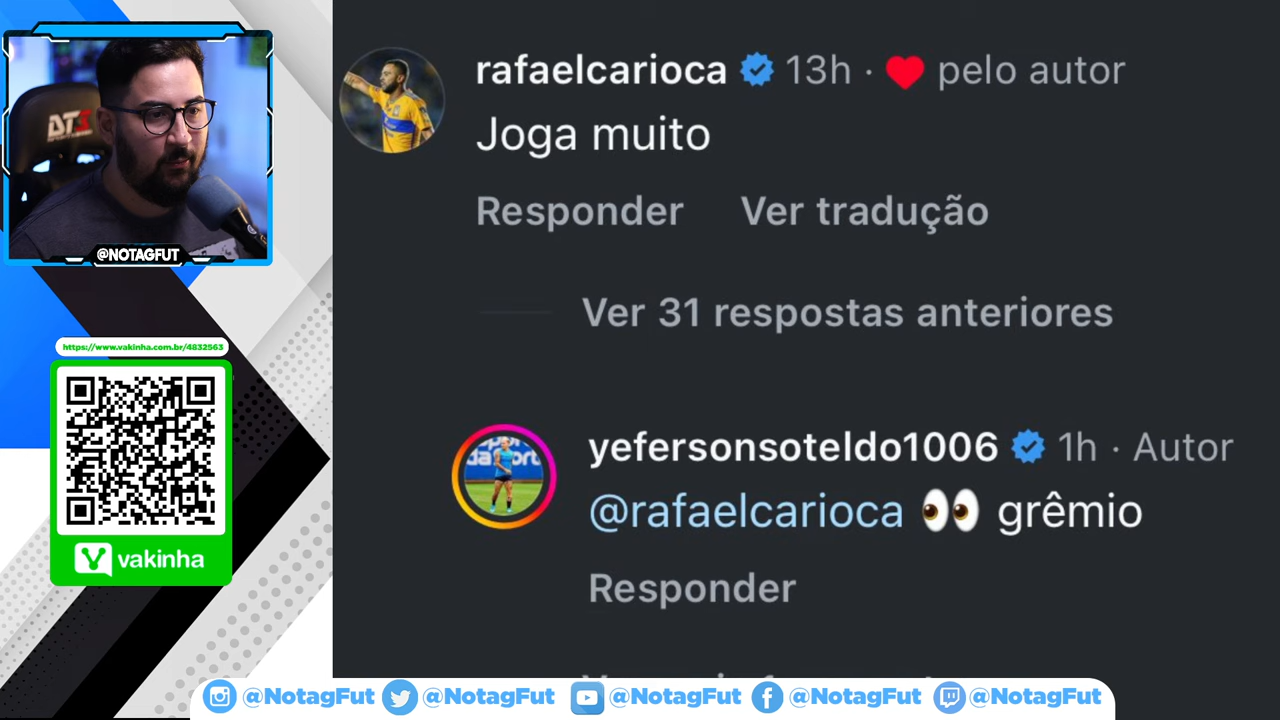 DTS
@NOTAGFUT
https://www.vakinha.com.br/4832563
vakinha
rafaelcarioca 13h · ❤️ pelo autor
Joga muito
Responder Ver tradução
Ver 31 respostas anteriores
yefersonsoteldo1006 1h · Autor
@rafaelcarioca 👀 grêmio
Responder
@NotagFut @NotagFut @NotagFut @NotagFut @NotagFut